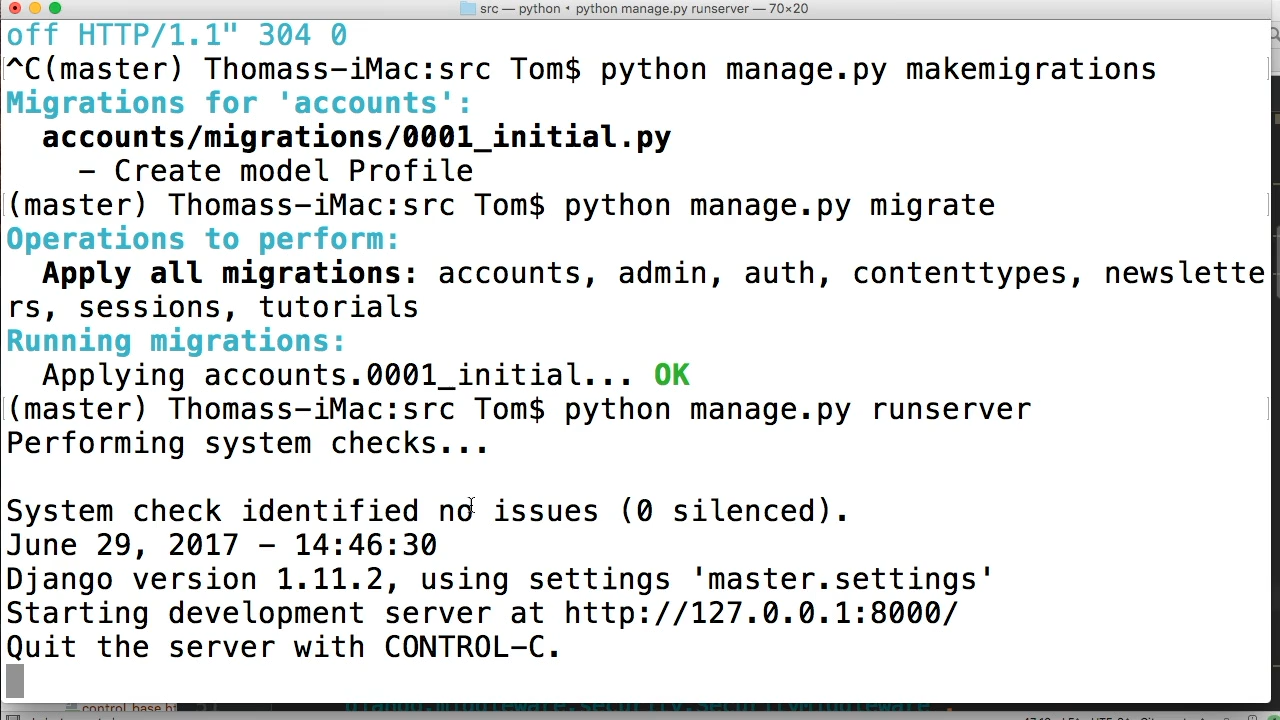 src — python ‹ python manage.py runserver — 70×20
off HTTP/1.1" 304 0
^C(master) Thomass-iMac:src Tom$ python manage.py makemigrations
Migrations for 'accounts':
accounts/migrations/0001_initial.py
- Create model Profile
(master) Thomass-iMac:src Tom$ python manage.py migrate
Operations to perform:
Apply all migrations: accounts, admin, auth, contenttypes, newslette
rs, sessions, tutorials
Running migrations:
Applying accounts.0001_initial... OK
(master) Thomass-iMac:src Tom$ python manage.py runserver
Performing system checks...
System check identified no issues (0 silenced).
June 29, 2017 - 14:46:30
Django version 1.11.2, using settings 'master.settings'
Starting development server at http://127.0.0.1:8000/
Quit the server with CONTROL-C.